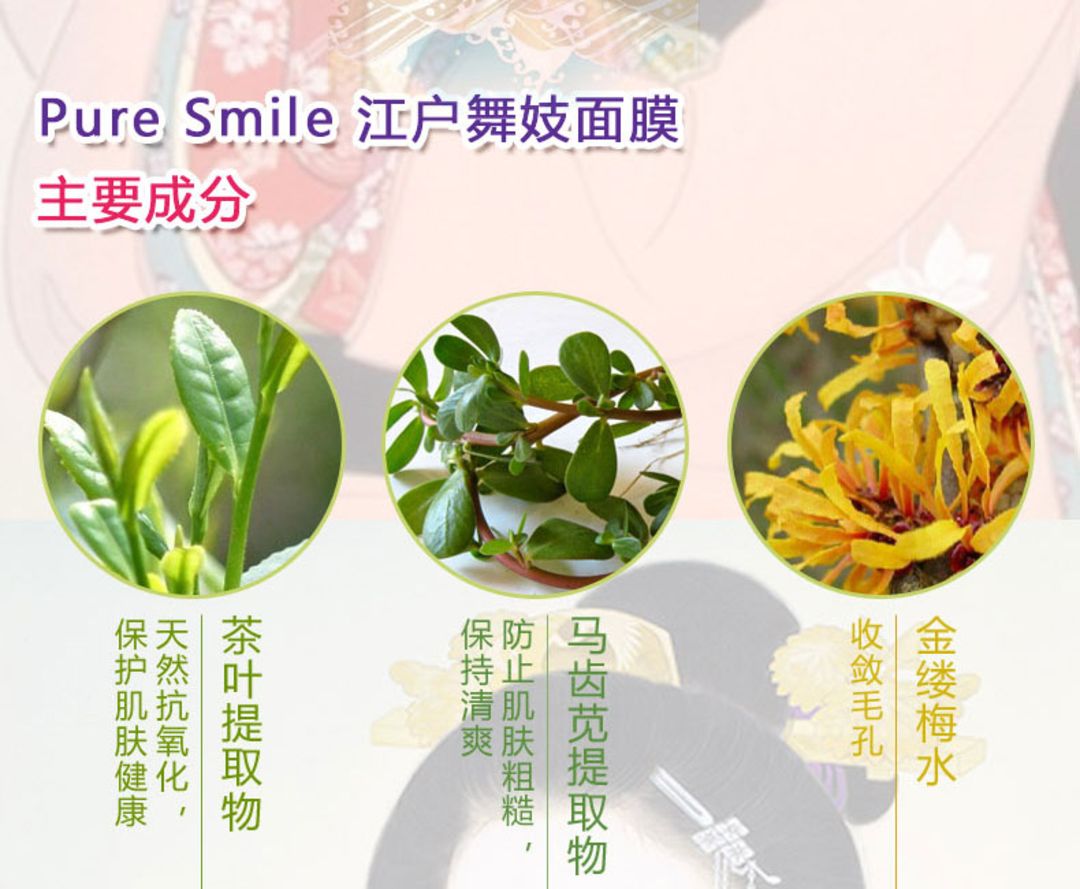 Pure Smile 江户舞妓面膜
主要成分
茶叶提取物
天然抗氧化，
保护肌肤健康
马齿苋提取物
防止肌肤粗糙，
保持清爽
金缕梅水
收敛毛孔